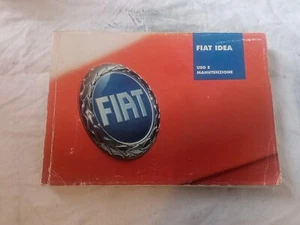 FIAT IDEA
USO E
MANUTENZIONE
FIAT